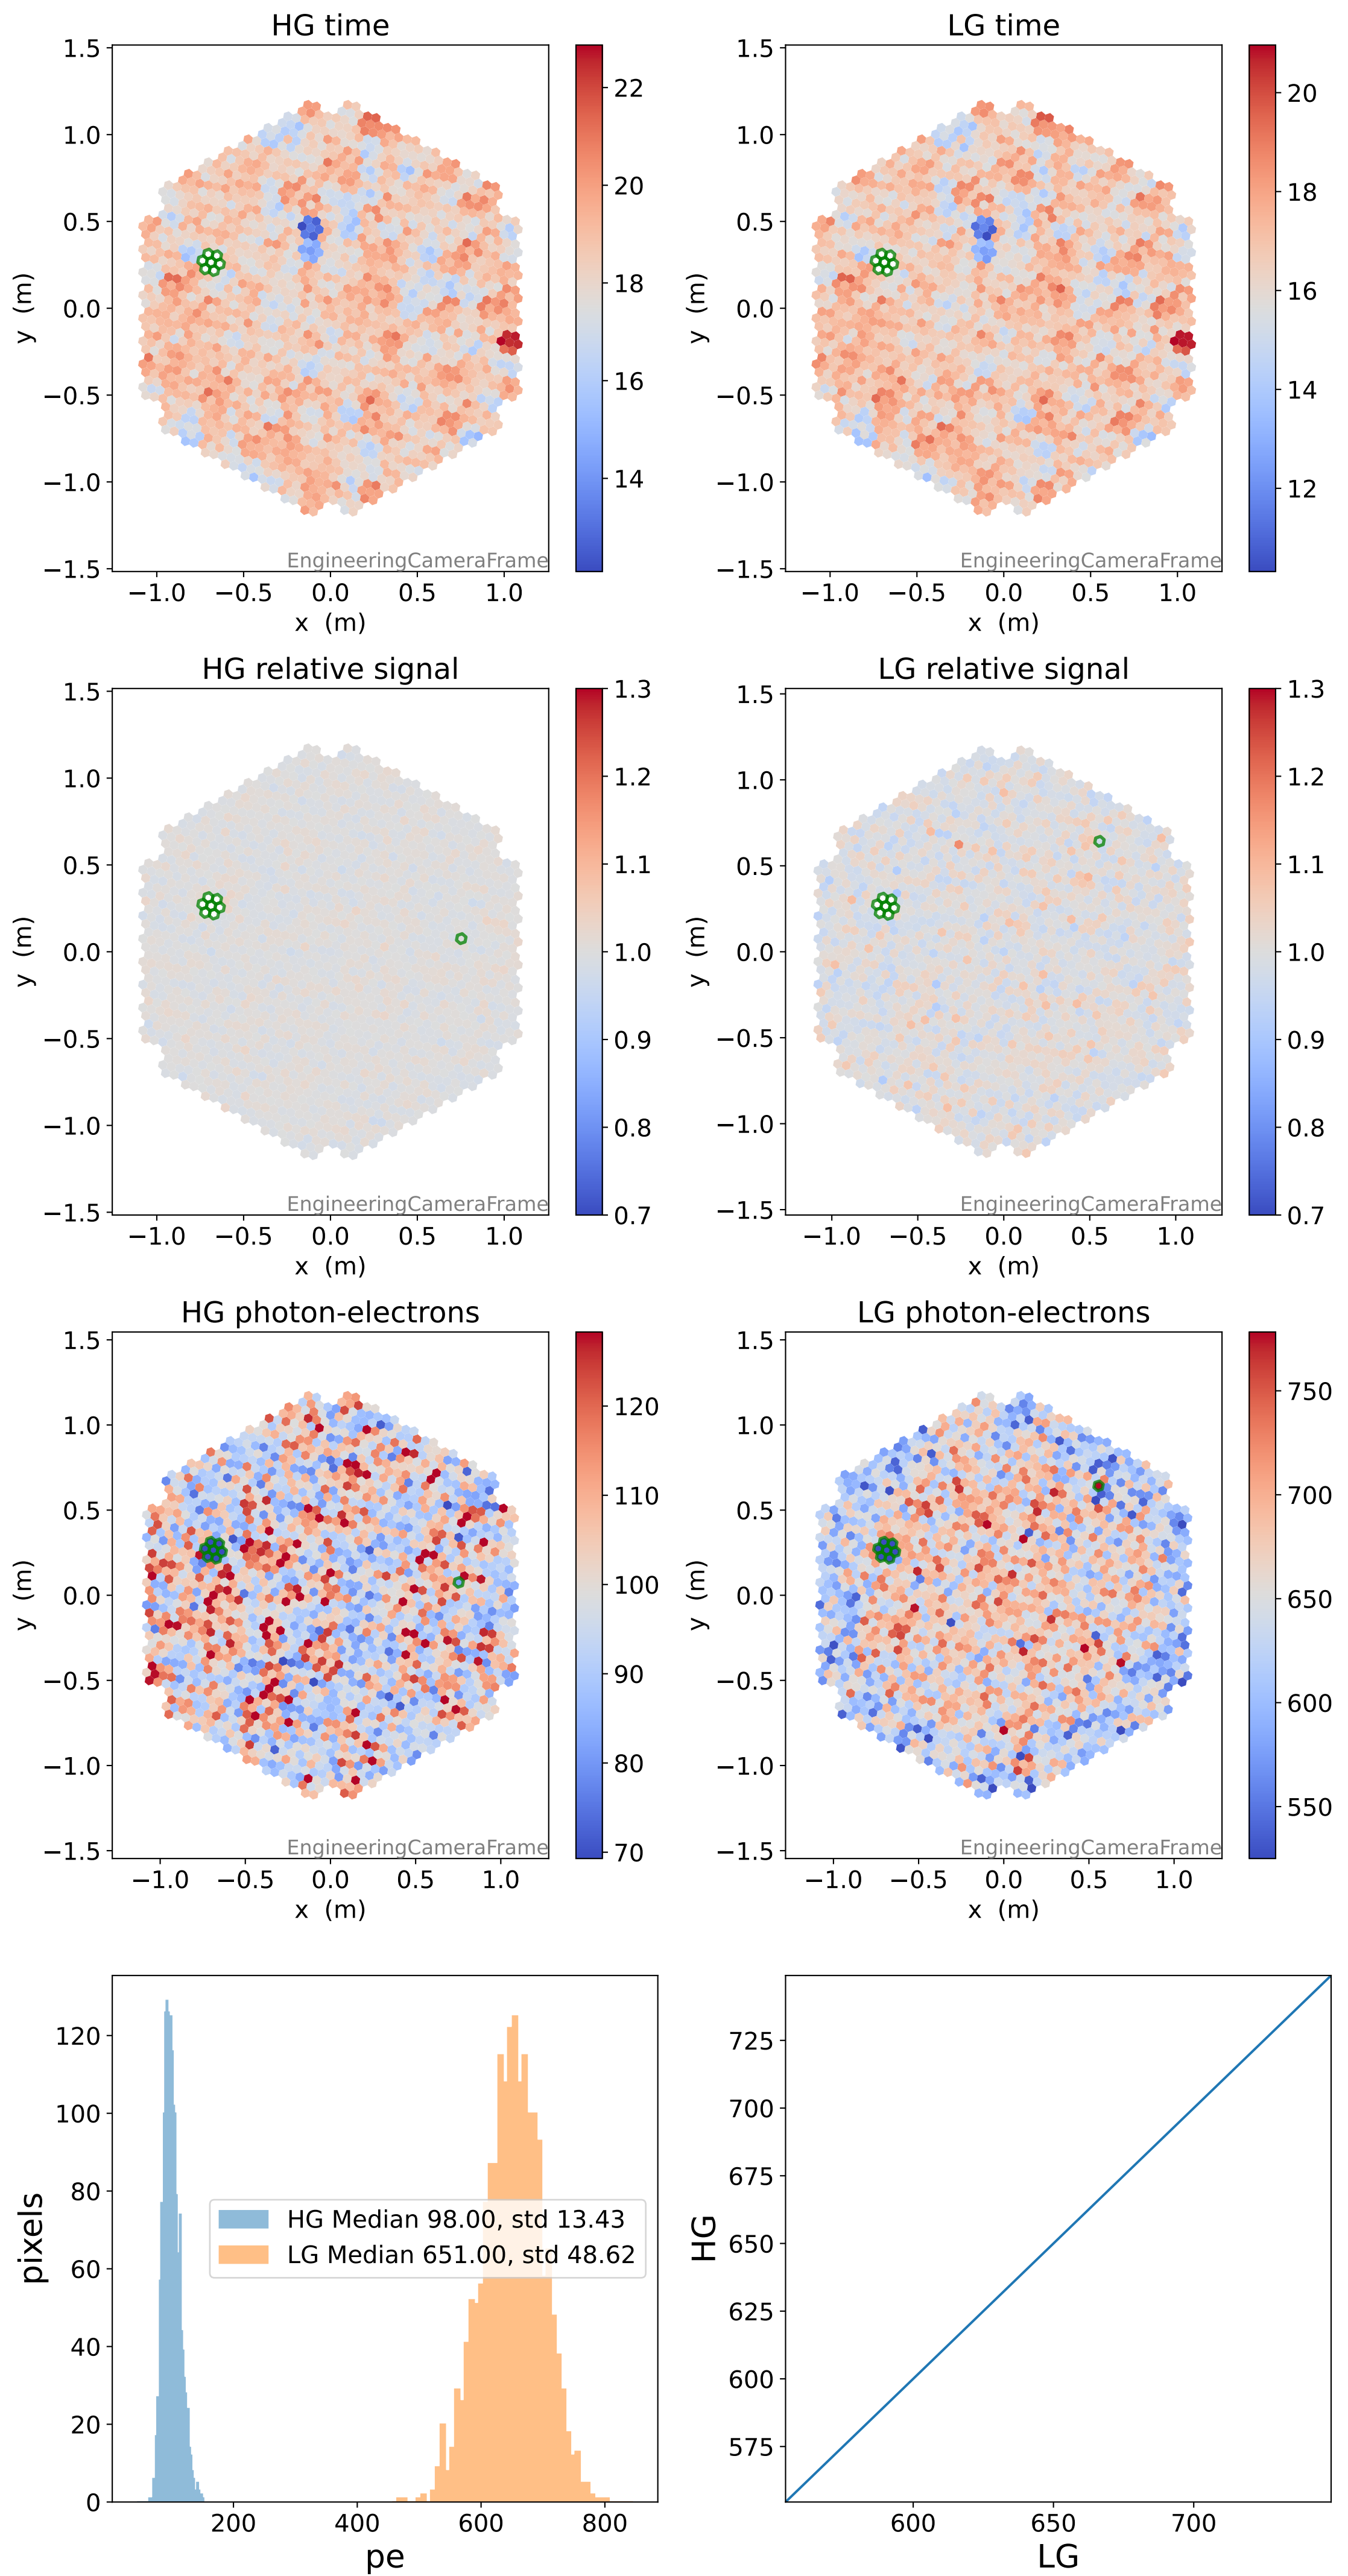 HG time
LG time
1.5
1.0
0.5
0.0
−0.5
−1.0
−1.5
y (m)
EngineeringCameraFrame
−1.0 −0.5 0.0 0.5 1.0
x (m)
22
20
18
16
14
1.5
1.0
0.5
0.0
−0.5
−1.0
−1.5
y (m)
EngineeringCameraFrame
−1.0 −0.5 0.0 0.5 1.0
x (m)
20
18
16
14
12
HG relative signal
LG relative signal
1.5
1.0
0.5
0.0
−0.5
−1.0
−1.5
y (m)
EngineeringCameraFrame
−1.0 −0.5 0.0 0.5 1.0
x (m)
1.3
1.2
1.1
1.0
0.9
0.8
0.7
1.5
1.0
0.5
0.0
−0.5
−1.0
−1.5
y (m)
EngineeringCameraFrame
−1.0 −0.5 0.0 0.5 1.0
x (m)
1.3
1.2
1.1
1.0
0.9
0.8
0.7
HG photon-electrons
LG photon-electrons
1.5
1.0
0.5
0.0
−0.5
−1.0
−1.5
y (m)
EngineeringCameraFrame
−1.0 −0.5 0.0 0.5 1.0
x (m)
120
110
100
90
80
70
1.5
1.0
0.5
0.0
−0.5
−1.0
−1.5
y (m)
EngineeringCameraFrame
−1.0 −0.5 0.0 0.5 1.0
x (m)
750
700
650
600
550
120
100
80
60
40
20
0
pixels
HG Median 98.00, std 13.43
LG Median 651.00, std 48.62
200 400 600 800
pe
725
700
675
650
625
600
575
HG
600 650 700
LG